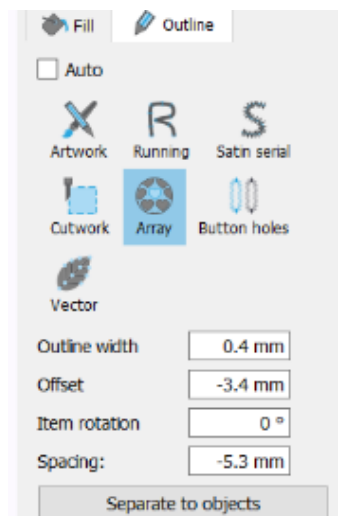 Fill Outline
Auto
Artwork Running Satin serial
Cutwork Array Button holes
Vector
Outline width 0.4 mm
Offset -3.4 mm
Item rotation 0 °
Spacing: -5.3 mm
Separate to objects